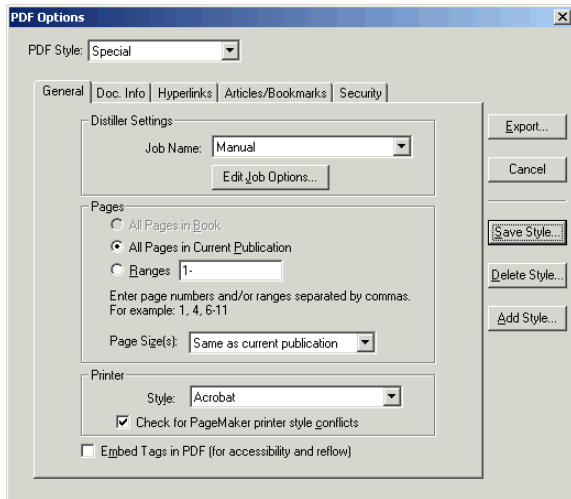 PDF Options
PDF Style: Special
General Doc. Info Hyperlinks Articles/Bookmarks Security
Distiller Settings
Job Name: Manual
Edit Job Options...
Pages
All Pages in Book
All Pages in Current Publication
Ranges 1-
Enter page numbers and/or ranges separated by commas.
For example: 1, 4, 6-11
Page Size(s): Same as current publication
Printer
Style: Acrobat
Check for PageMaker printer style conflicts
Embed Tags in PDF (for accessibility and reflow)
Export...
Cancel
Save Style...
Delete Style...
Add Style...